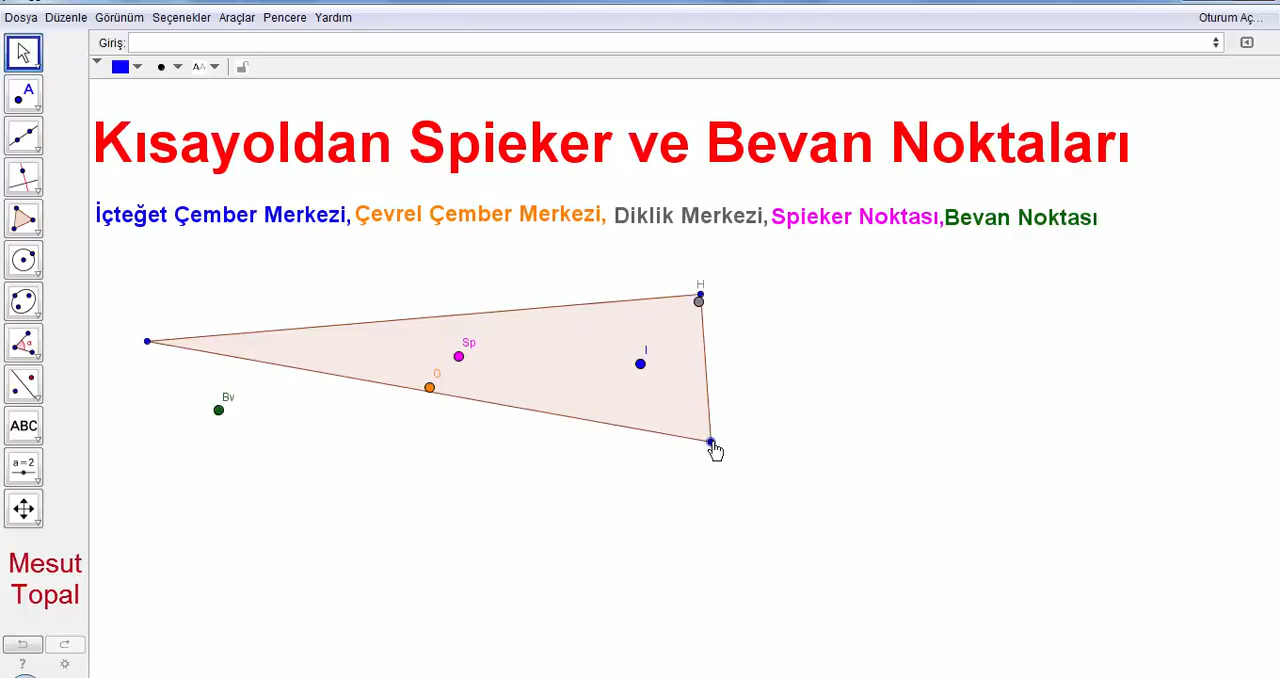 Dosya Düzenle Görünüm Seçenekler Araçlar Pencere Yardım Oturum Aç...
Giriş:
AA
A
Kısayoldan Spieker ve Bevan Noktaları
İçteğet Çember Merkezi, Çevrel Çember Merkezi, Diklik Merkezi, Spieker Noktası, Bevan Noktası
H
Sp
I
O
Bv
α
ABC
a=2
Mesut
Topal
?